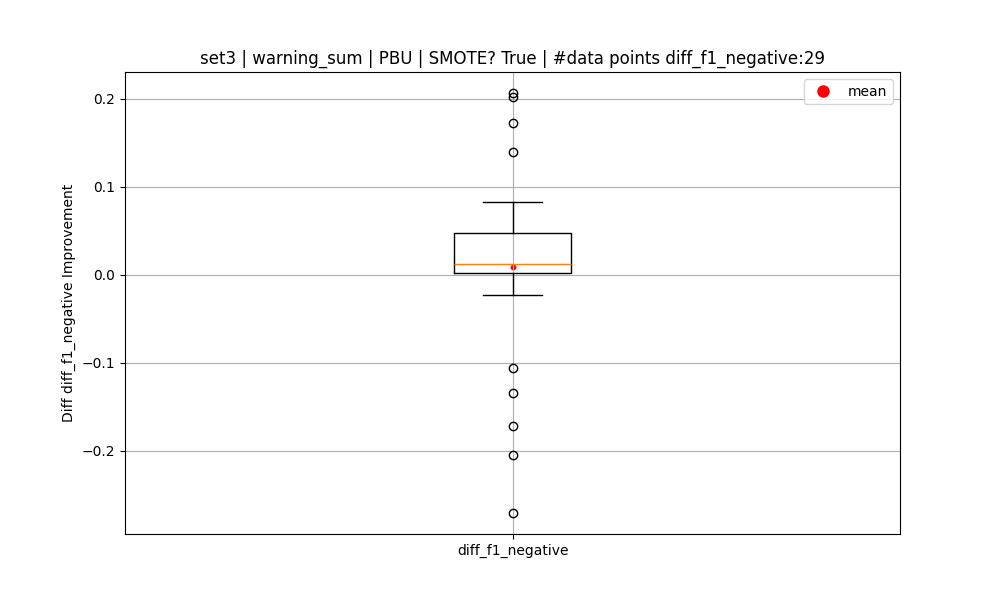 set3 | warning_sum | PBU | SMOTE? True | #data points diff_f1_negative:29
mean
0.2
0.1
0.0
−0.1
−0.2
Diff diff_f1_negative Improvement
diff_f1_negative